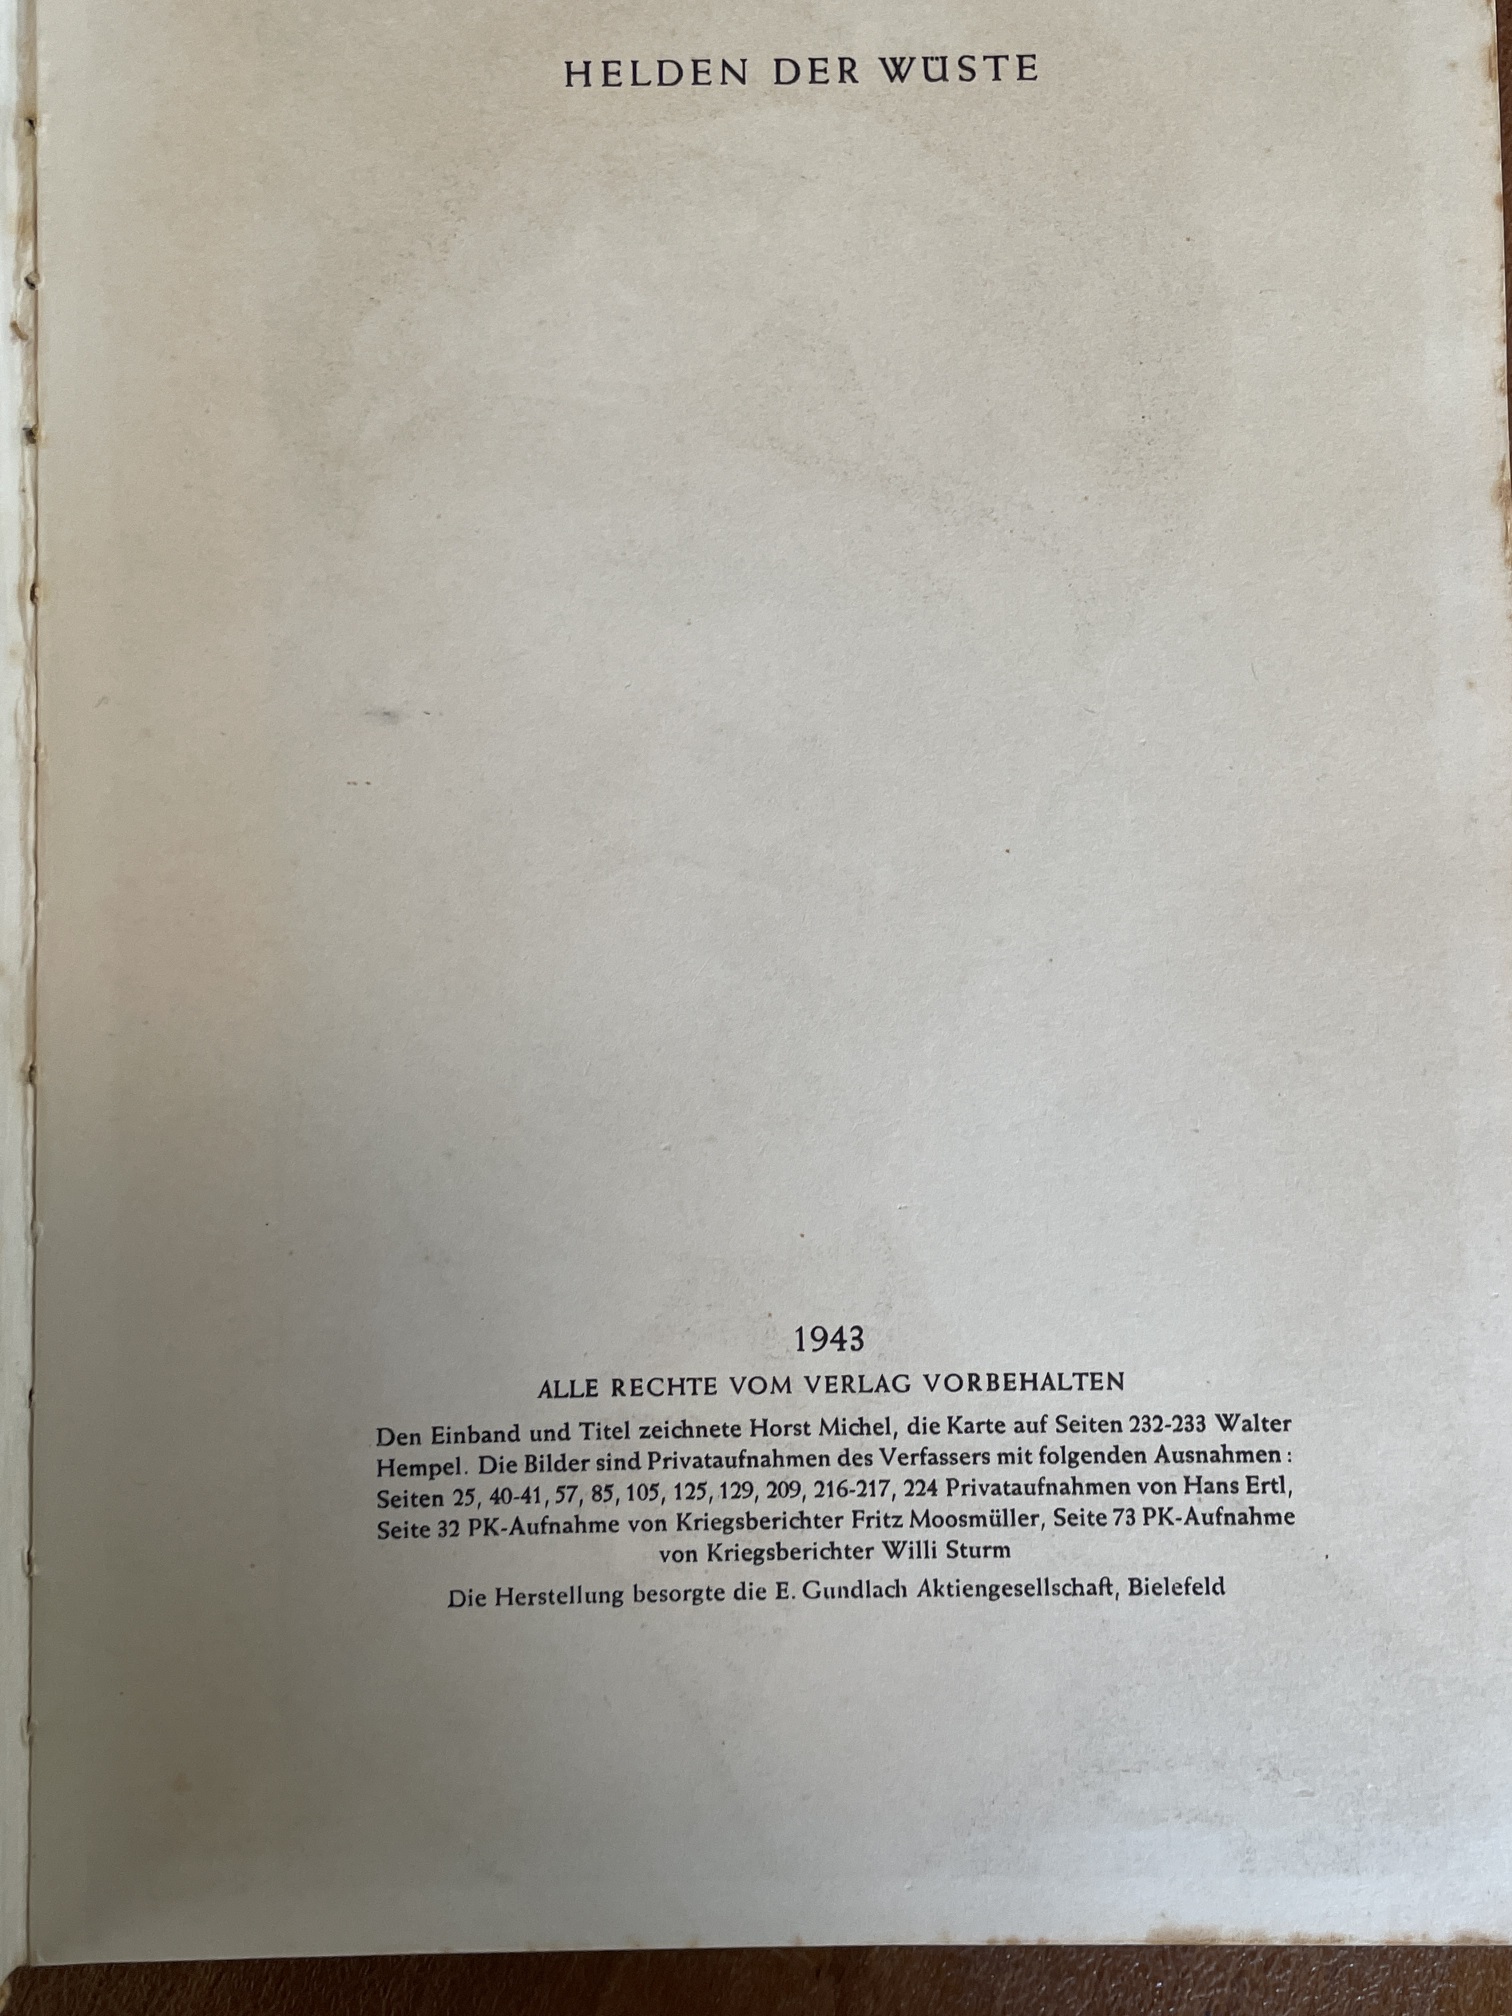 HELDEN DER WÜSTE
1943
ALLE RECHTE VOM VERLAG VORBEHALTEN
Den Einband und Titel zeichnete Horst Michel, die Karte auf Seiten 232-233 Walter
Hempel. Die Bilder sind Privataufnahmen des Verfassers mit folgenden Ausnahmen:
Seiten 25, 40-41, 57, 85, 105, 125, 129, 209, 216-217, 224 Privataufnahmen von Hans Ertl,
Seite 32 PK-Aufnahme von Kriegsberichter Fritz Moosmüller, Seite 73 PK-Aufnahme
von Kriegsberichter Willi Sturm
Die Herstellung besorgte die E. Gundlach Aktiengesellschaft, Bielefeld